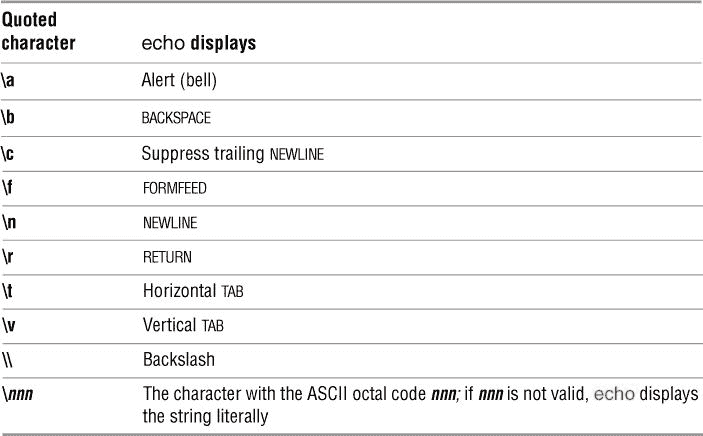 Quoted
character echo displays
\a Alert (bell)
\b BACKSPACE
\c Suppress trailing NEWLINE
\f FORMFEED
\n NEWLINE
\r RETURN
\t Horizontal TAB
\v Vertical TAB
\\ Backslash
\nnn The character with the ASCII octal code nnn; if nnn is not valid, echo displays
the string literally